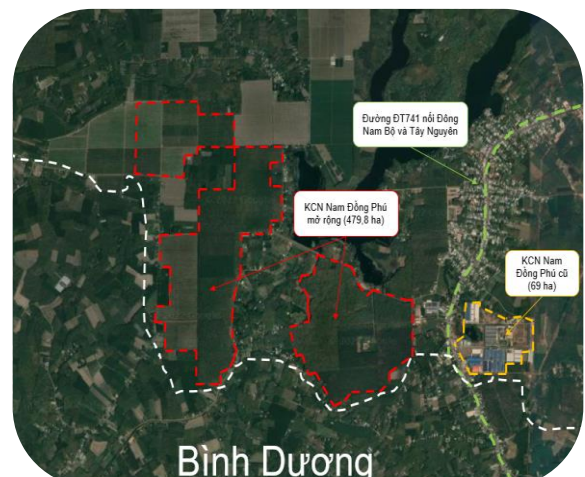 Đường ĐT741 nối Đông
Nam Bộ và Tây Nguyên
KCN Nam Đồng Phú
mở rộng (479,8 ha)
KCN Nam
Đồng Phú cũ
(69 ha)
Bình Dương